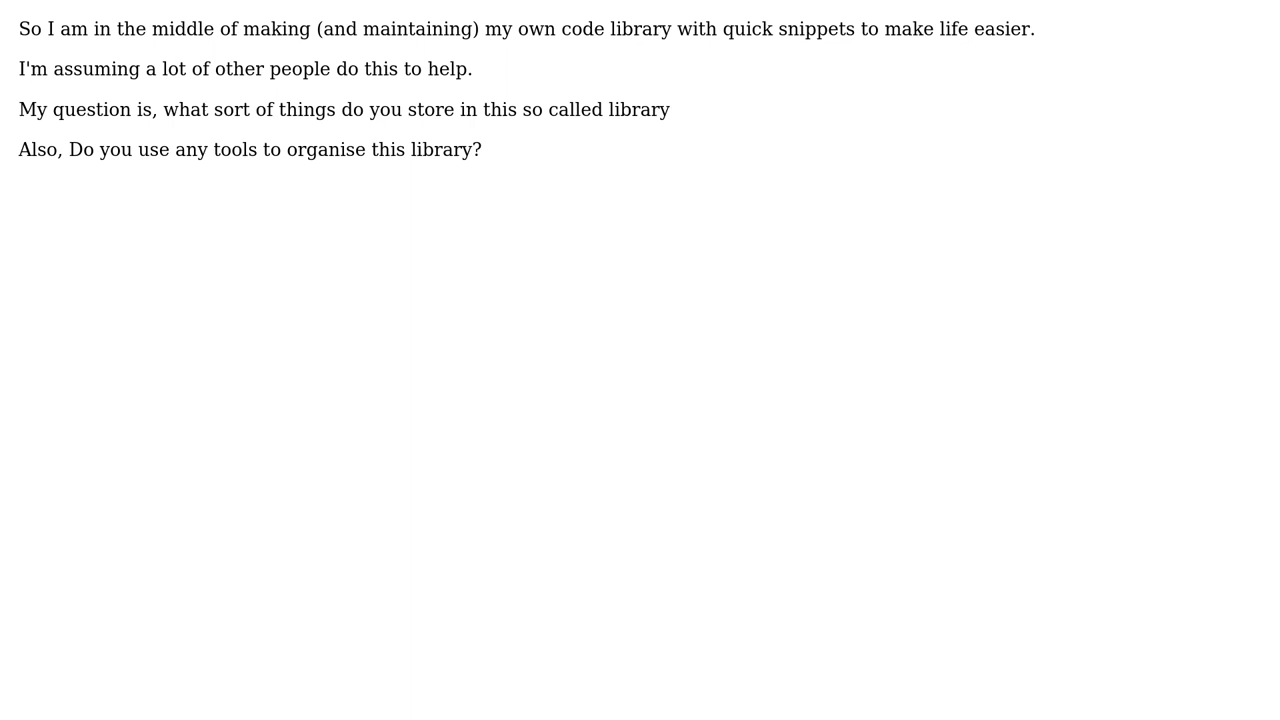 So I am in the middle of making (and maintaining) my own code library with quick snippets to make life easier.
I'm assuming a lot of other people do this to help.
My question is, what sort of things do you store in this so called library
Also, Do you use any tools to organise this library?